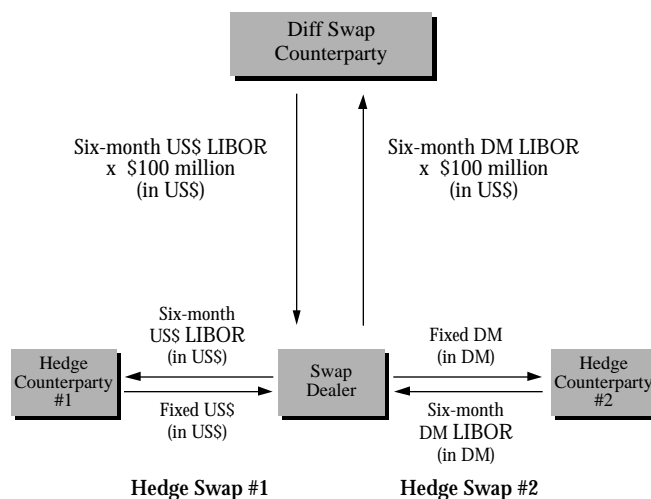 Diff Swap
Counterparty
Six-month US$ LIBOR
x $100 million
(in US$)
Six-month DM LIBOR
x $100 million
(in US$)
Six-month
US$ LIBOR
(in US$)
Fixed DM
(in DM)
Hedge
Counterparty
#1
Swap
Dealer
Hedge
Counterparty
#2
Fixed US$
(in US$)
Six-month
DM LIBOR
(in DM)
Hedge Swap #1
Hedge Swap #2